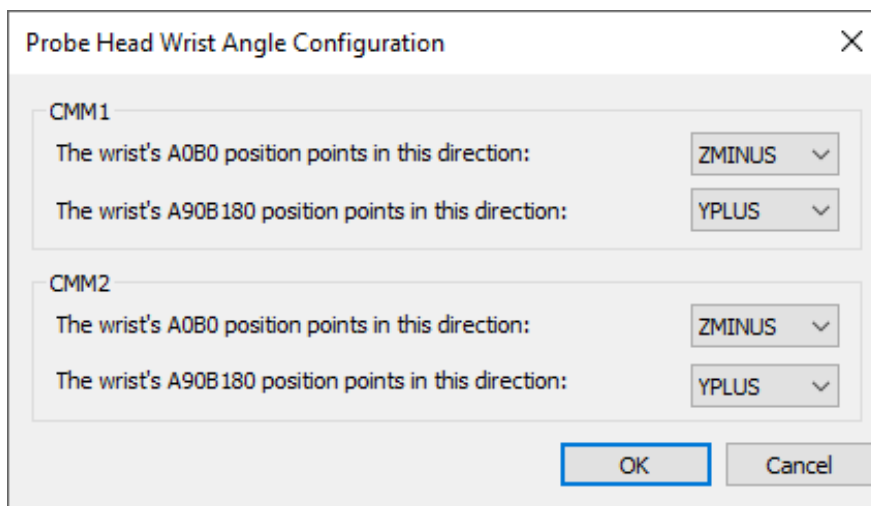 Probe Head Wrist Angle Configuration
CMM1
The wrist's A0B0 position points in this direction: ZMINUS
The wrist's A90B180 position points in this direction: YPLUS
CMM2
The wrist's A0B0 position points in this direction: ZMINUS
The wrist's A90B180 position points in this direction: YPLUS
OK Cancel